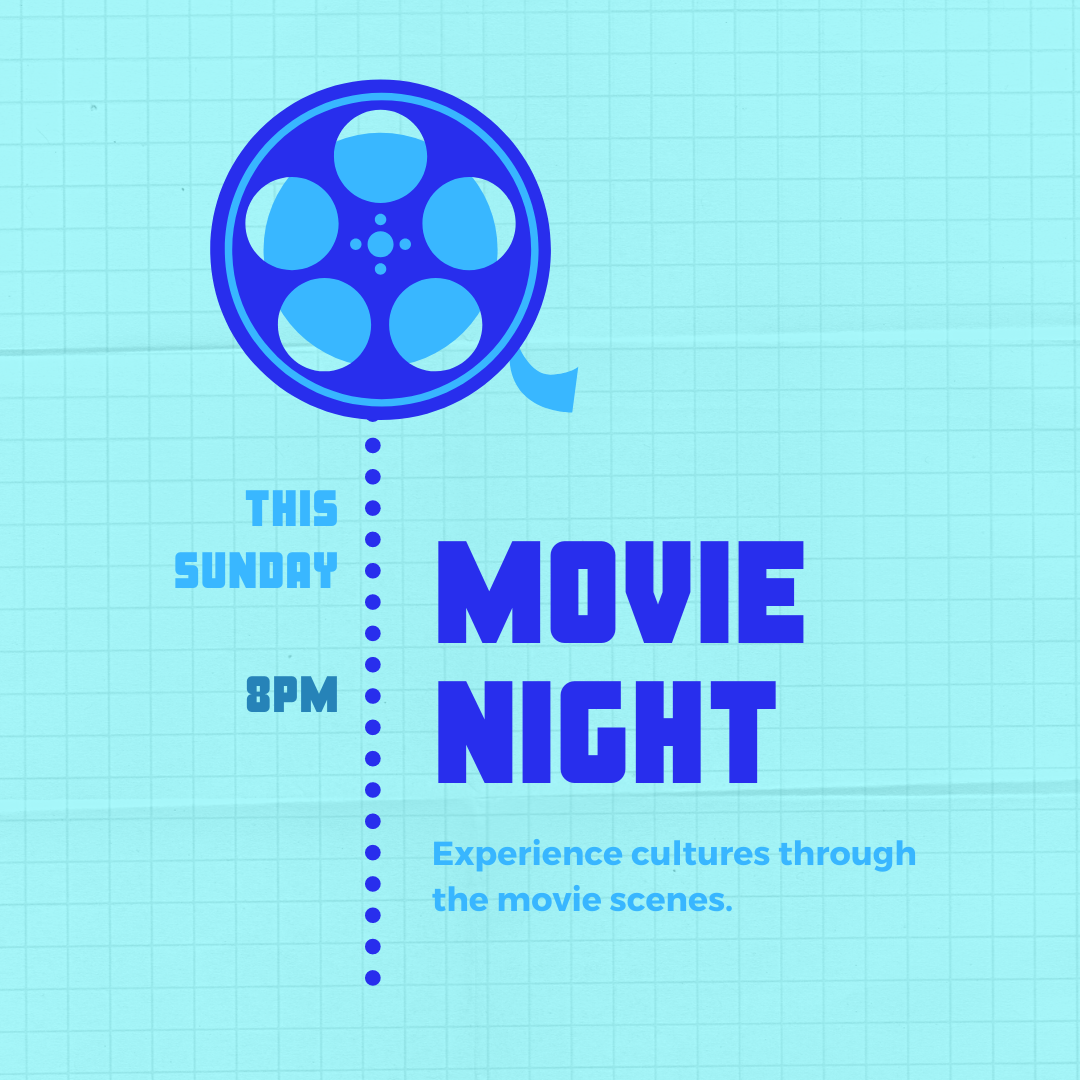 THIS
SUNDAY
8PM
MOVIE
NIGHT
Experience cultures through
the movie scenes.